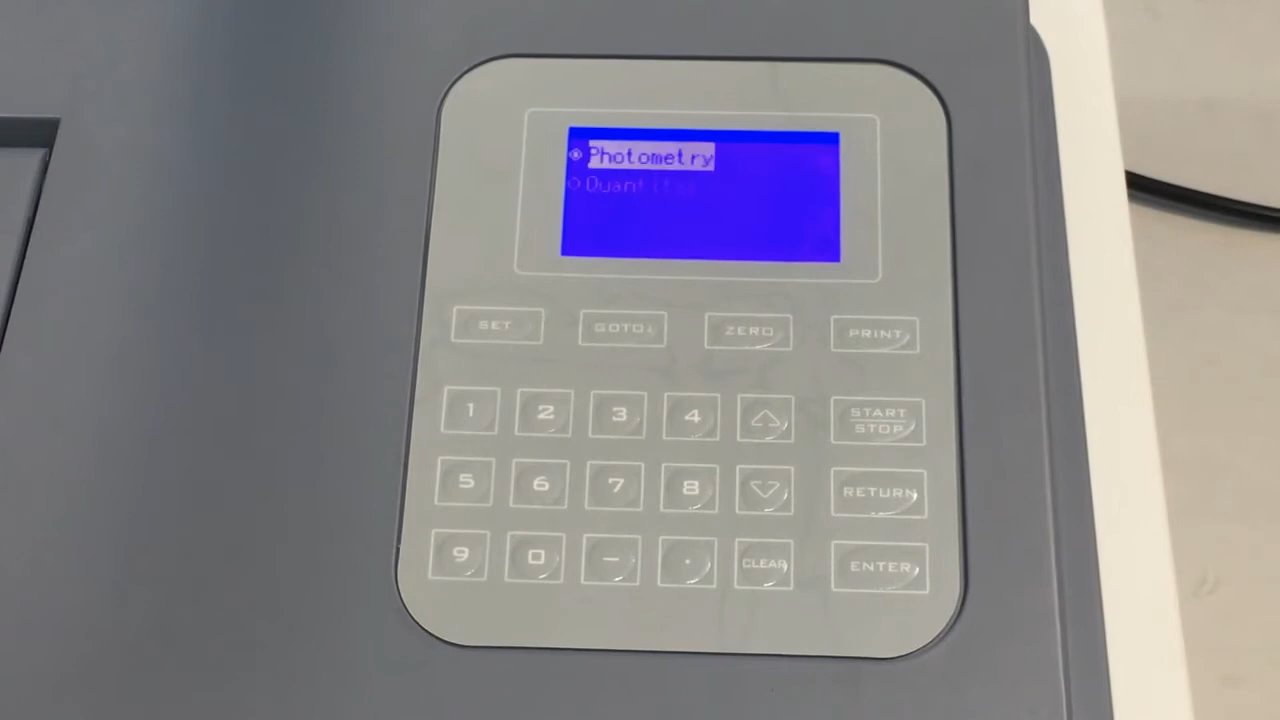 Photometry
SET GOTOλ ZERO PRINT
1 2 3 4 START STOP
5 6 7 8 RETURN
9 0 - . CLEAR ENTER